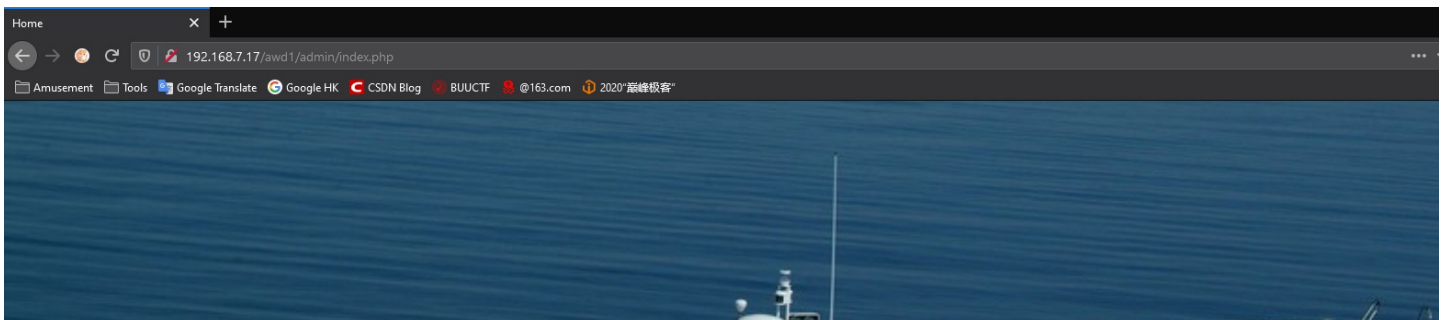 Home
192.168.7.17/awd1/admin/index.php
Amusement Tools Google Translate Google HK CSDN Blog BUUCTF @163.com 2020"巅峰极客"